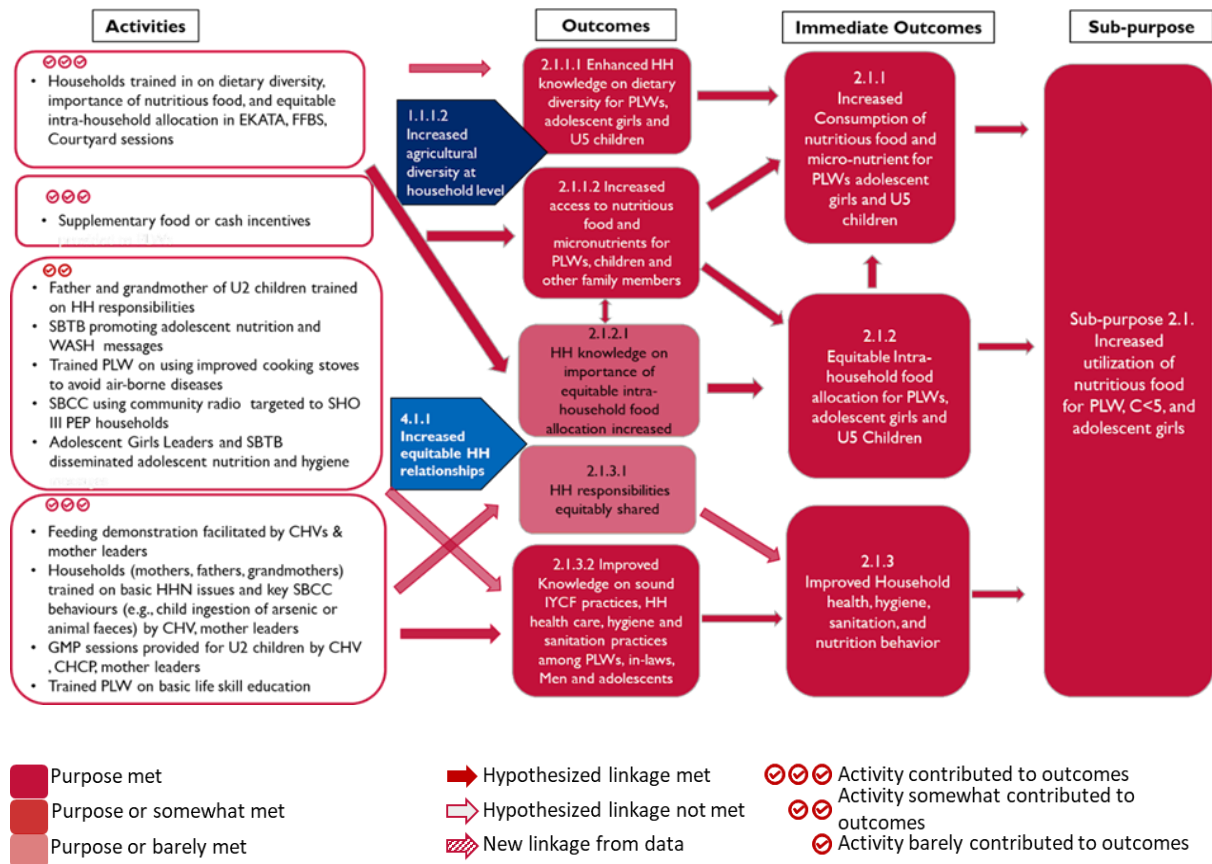 Activities
Outcomes
Immediate Outcomes
Sub-purpose
• Households trained in on dietary diversity,
importance of nutritious food, and equitable
intra-household allocation in EKATA, FFBS,
Courtyard sessions
• Supplementary food or cash incentives
• Father and grandmother of U2 children trained
on HH responsibilities
• SBTB promoting adolescent nutrition and
WASH messages
• Trained PLW on using improved cooking stoves
to avoid air-borne diseases
• SBCC using community radio targeted to SHO
III PEP households
• Adolescent Girls Leaders and SBTB
disseminated adolescent nutrition and hygiene
• Feeding demonstration facilitated by CHVs &
mother leaders
• Households (mothers, fathers, grandmothers)
trained on basic HHN issues and key SBCC
behaviours (e.g., child ingestion of arsenic or
animal faeces) by CHV, mother leaders
• GMP sessions provided for U2 children by CHV
, CHCP, mother leaders
• Trained PLW on basic life skill education
1.1.1.2
Increased
agricultural
diversity at
household level
4.1.1
Increased
equitable HH
relationships
2.1.1.1 Enhanced HH
knowledge on dietary
diversity for PLWs,
adolescent girls and
U5 children
2.1.1.2 Increased
access to nutritious
food and
micronutrients for
PLWs, children and
other family members
2.1.2.1
HH knowledge on
importance of
equitable intra-
household food
allocation increased
2.1.3.1
HH responsibilities
equitably shared
2.1.3.2 Improved
Knowledge on sound
IYCF practices, HH
health care, hygiene and
sanitation practices
among PLWs, in-laws,
Men and adolescents
2.1.1
Increased
Consumption of
nutritious food and
micro-nutrient for
PLWs adolescent
girls and U5
children
2.1.2
Equitable Intra-
household food
allocation for PLWs,
adolescent girls and
U5 Children
2.1.3
Improved Household
health, hygiene,
sanitation, and
nutrition behavior
Sub-purpose 2.1.
Increased
utilization of
nutritious food
for PLW, C<5, and
adolescent girls
Purpose met
Purpose or somewhat met
Purpose or barely met
Hypothesized linkage met
Hypothesized linkage not met
New linkage from data
Activity contributed to outcomes
Activity somewhat contributed to
outcomes
Activity barely contributed to outcomes